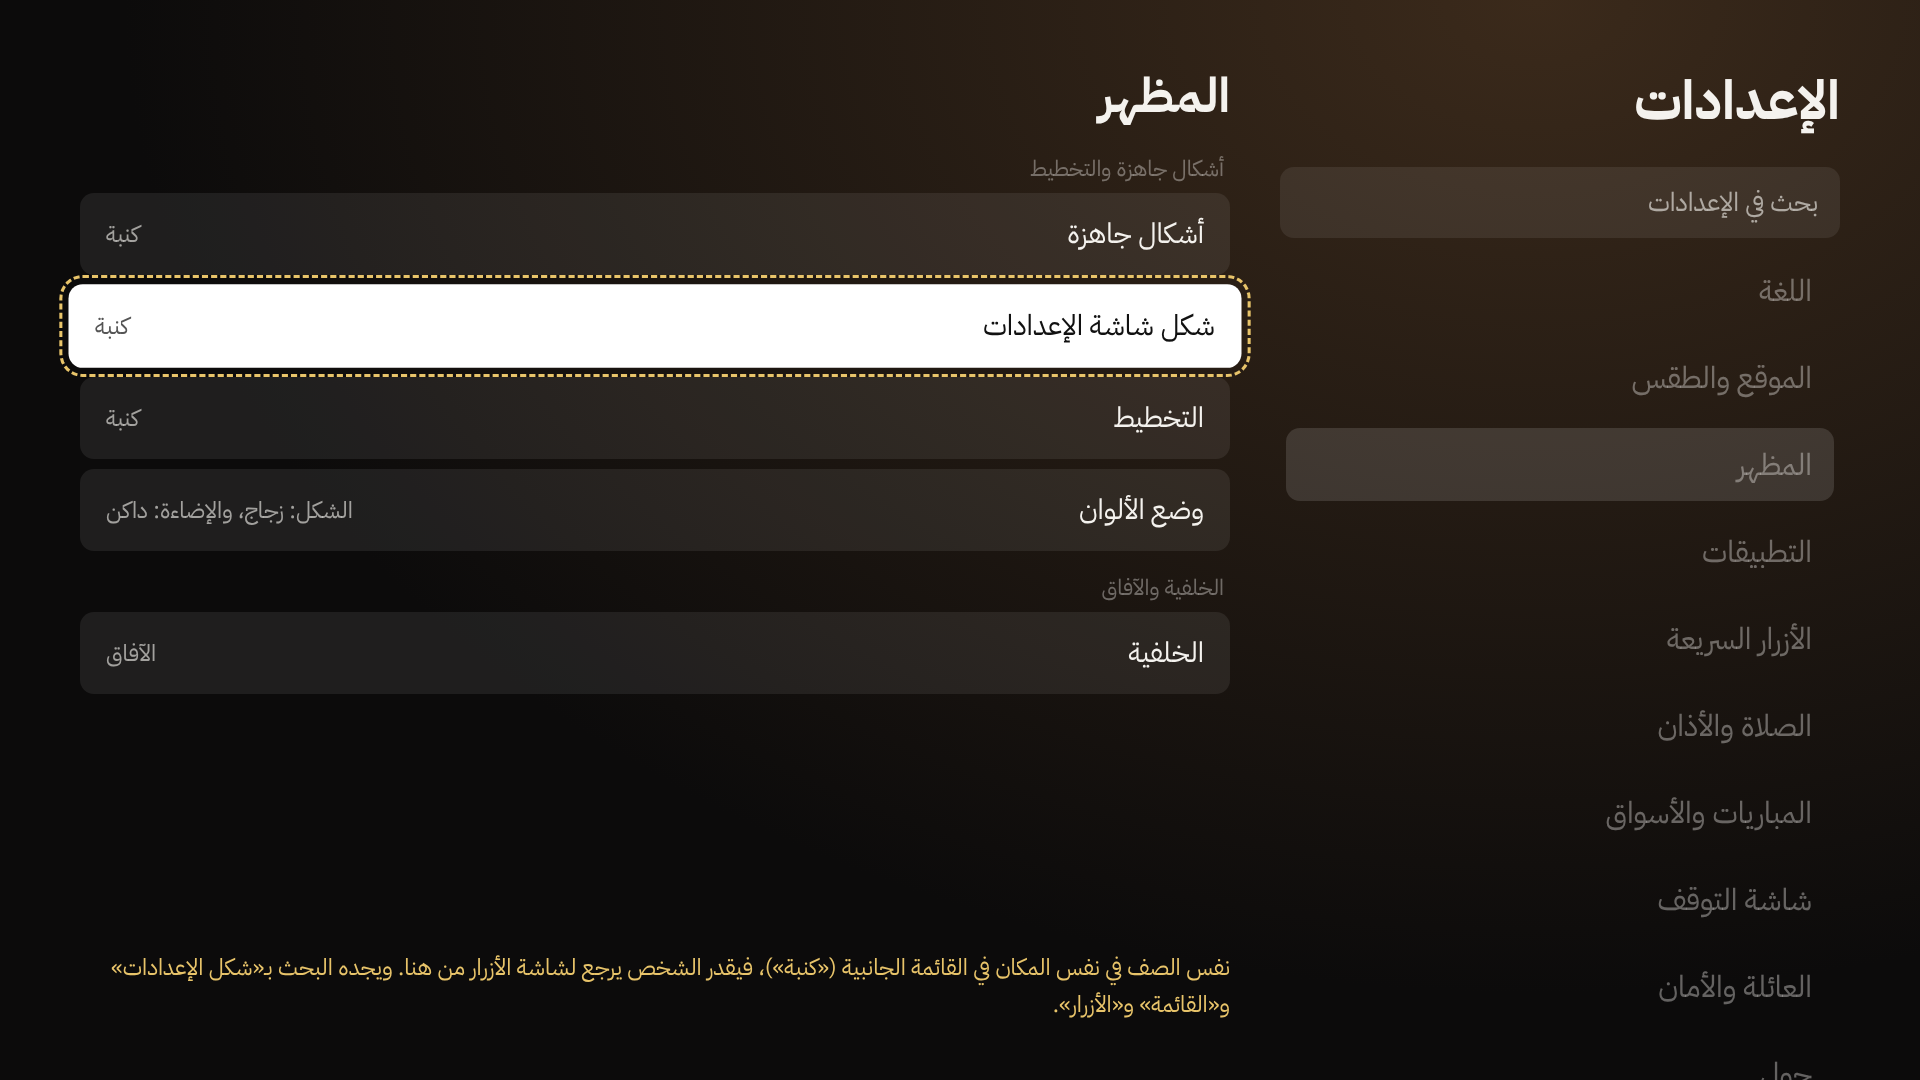 الإعدادات
بحث في الإعدادات
اللغة
الموقع والطقس
المظهر
التطبيقات
الأزرار السريعة
الصلاة والأذان
المباريات والأسواق
شاشة التوقف
العائلة والأمان
حول
المظهر
أشكال جاهزة والتخطيط
أشكال جاهزة
كنبة
شكل شاشة الإعدادات
كنبة
التخطيط
كنبة
وضع الألوان
الشكل: زجاج، والإضاءة: داكن
الخلفية والآفاق
الخلفية
الآفاق
نفس الصف في نفس المكان في القائمة الجانبية («كنبة»)، فيقدر الشخص يرجع لشاشة الأزرار من هنا. ويجده البحث بـ«شكل الإعدادات»
و«القائمة» و«الأزرار».